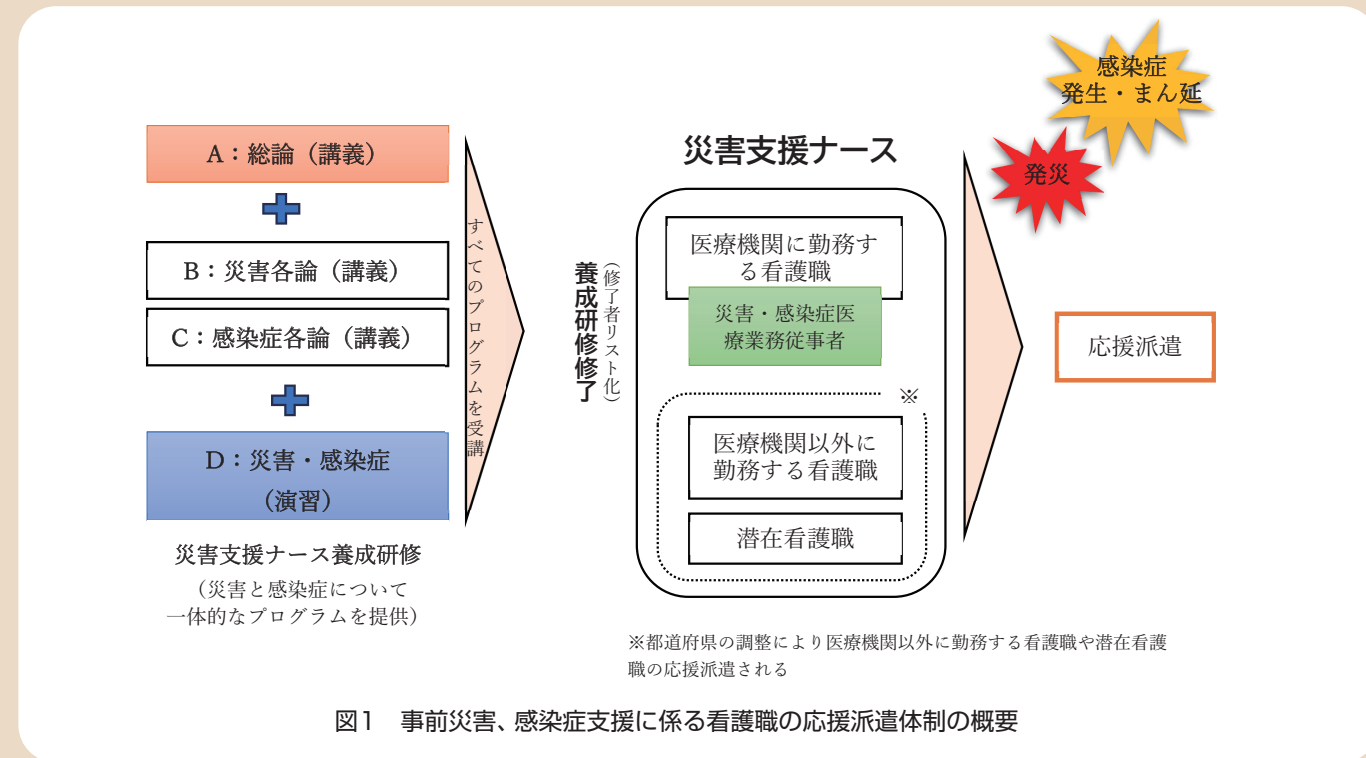 A：総論（講義）
B：災害各論（講義）
C：感染症各論（講義）
D：災害・感染症
（演習）
災害支援ナース養成研修
（災害と感染症について
一体的なプログラムを提供）
すべてのプログラムを受講
養成研修修了
（修了者リスト化）
災害支援ナース
医療機関に勤務す
る看護職
災害・感染症医
療業務従事者
※
医療機関以外に
勤務する看護職
潜在看護職
感染症
発生・まん延
発災
応援派遣
※都道府県の調整により医療機関以外に勤務する看護職や潜在看護
職の応援派遣される
図1　事前災害、感染症支援に係る看護職の応援派遣体制の概要